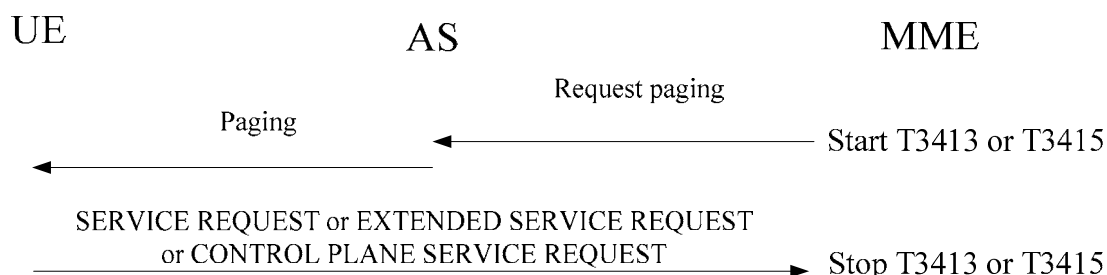 UE
AS
MME
Request paging
Paging
Start T3413 or T3415
SERVICE REQUEST or EXTENDED SERVICE REQUEST
or CONTROL PLANE SERVICE REQUEST
Stop T3413 or T3415